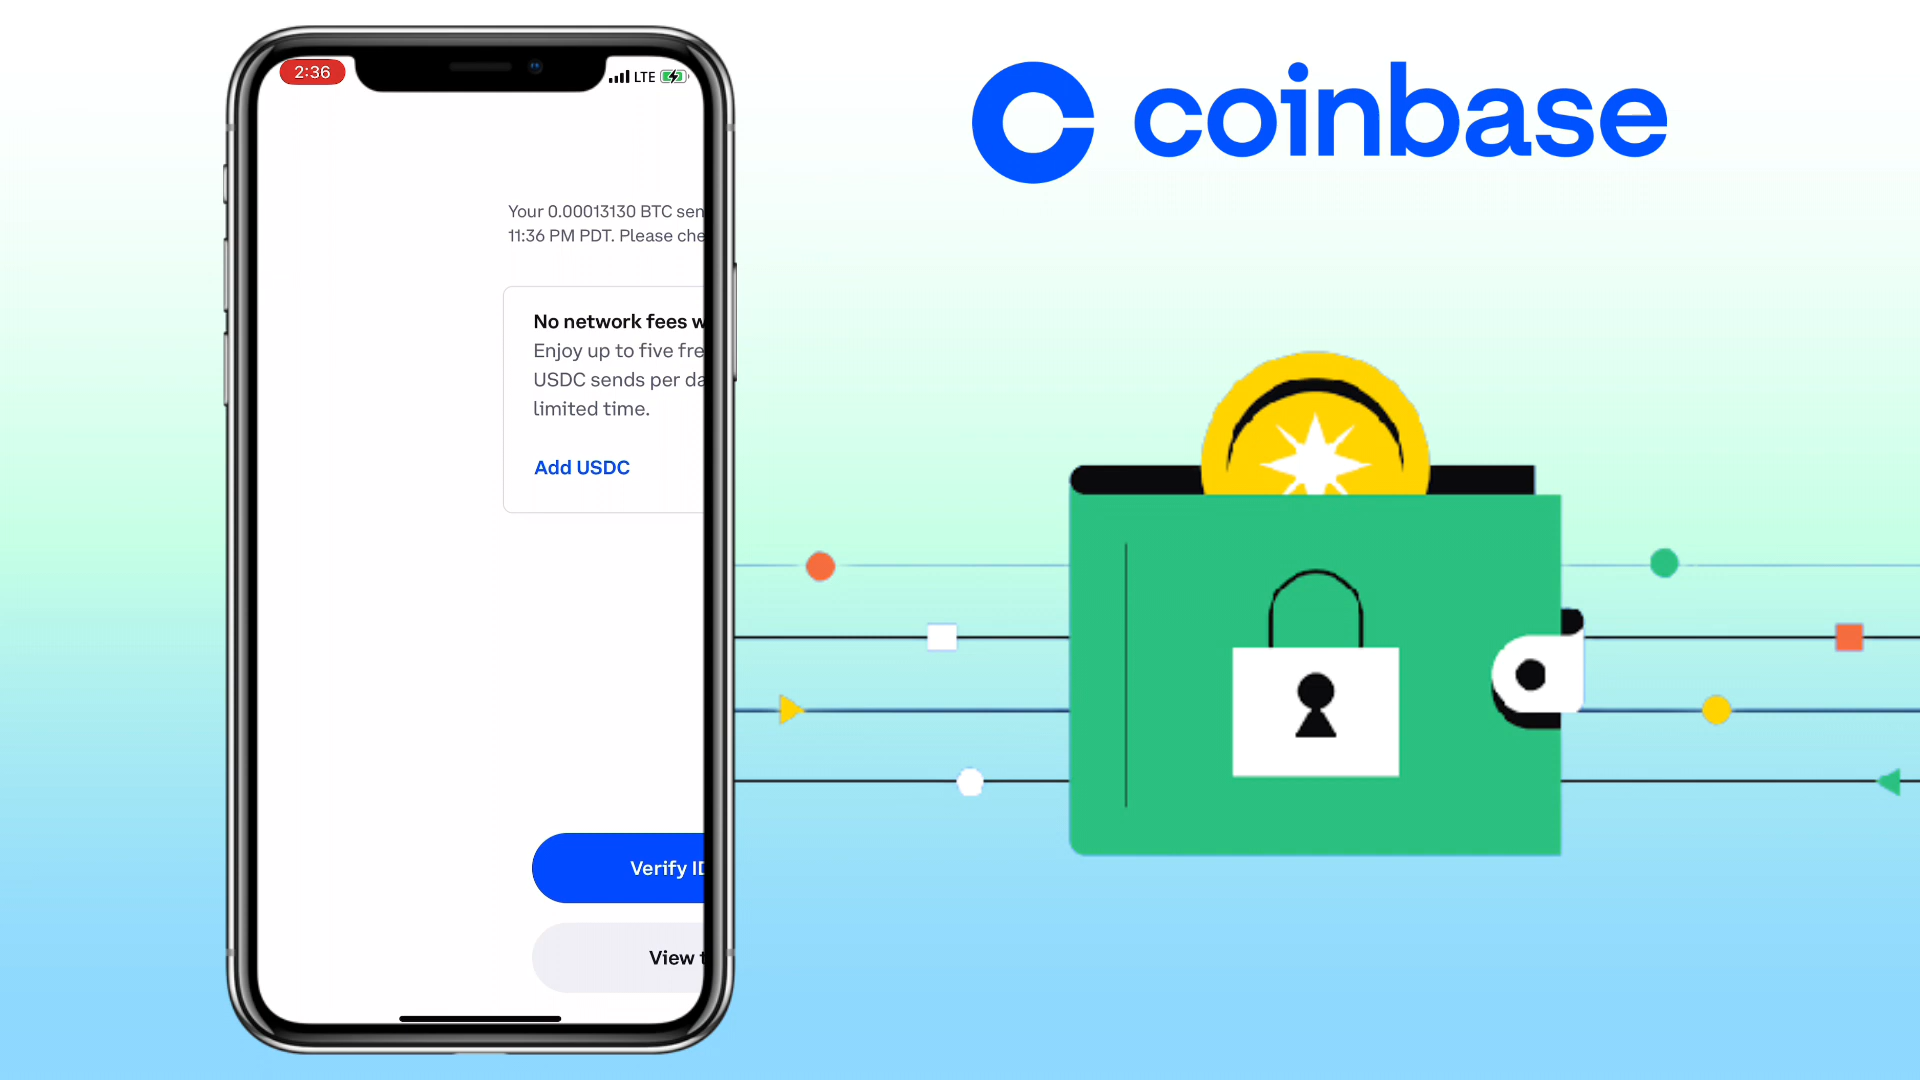 2:36
LTE
coinbase
Your 0.00013130 BTC sen
11:36 PM PDT. Please che
No network fees w
Enjoy up to five fre
USDC sends per da
limited time.
Add USDC
Verify ID
View t